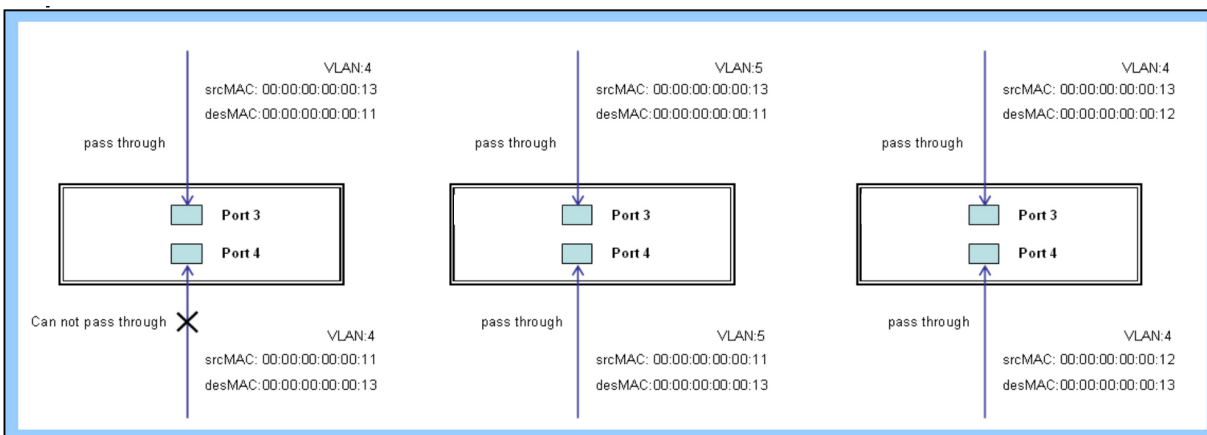 VLAN:4
srcMAC: 00:00:00:00:00:13
desMAC:00:00:00:00:00:11
pass through
Port 3
Port 4
Can not pass through
VLAN:4
srcMAC: 00:00:00:00:00:11
desMAC:00:00:00:00:00:13
VLAN:5
srcMAC: 00:00:00:00:00:13
desMAC:00:00:00:00:00:11
pass through
Port 3
Port 4
pass through
VLAN:5
srcMAC: 00:00:00:00:00:11
desMAC:00:00:00:00:00:13
VLAN:4
srcMAC: 00:00:00:00:00:13
desMAC:00:00:00:00:00:12
pass through
Port 3
Port 4
pass through
VLAN:4
srcMAC: 00:00:00:00:00:12
desMAC:00:00:00:00:00:13